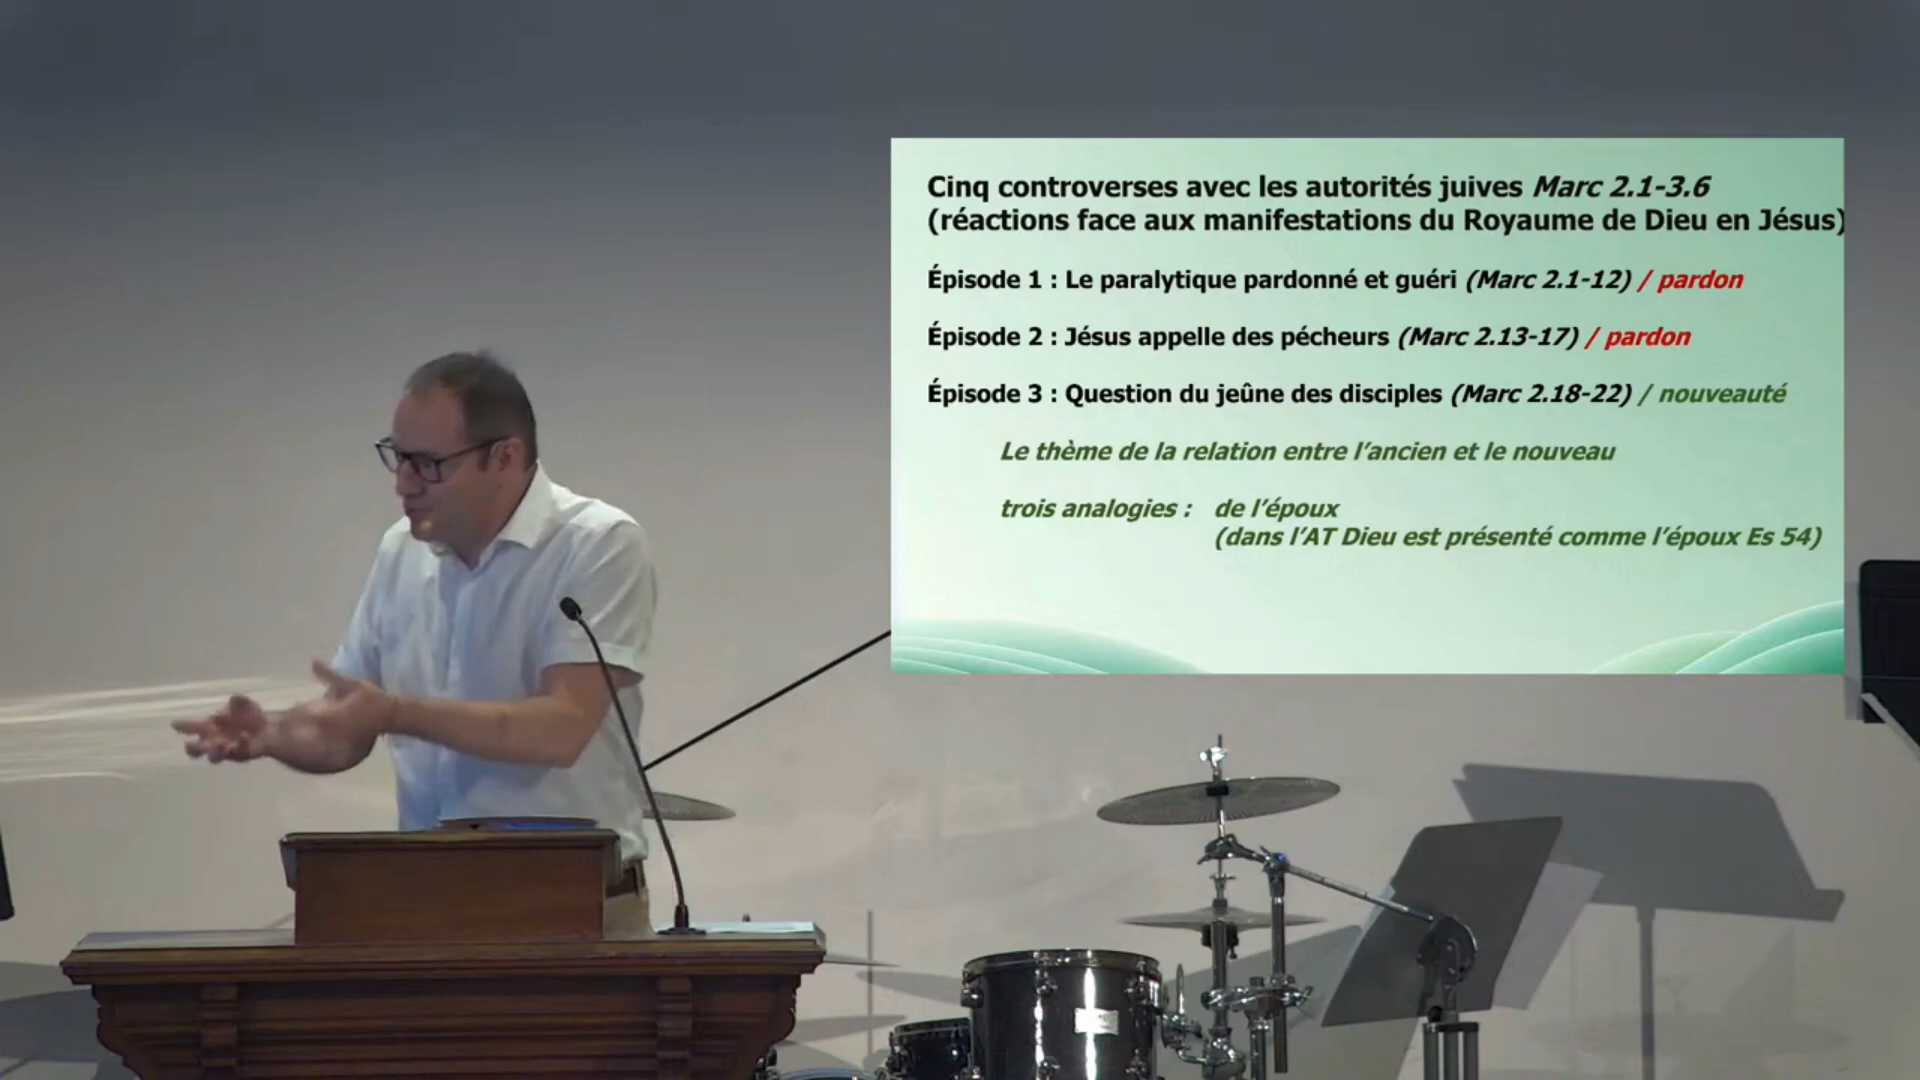 Cinq controverses avec les autorités juives Marc 2.1-3.6
(réactions face aux manifestations du Royaume de Dieu en Jésus)
Épisode 1 : Le paralytique pardonné et guéri (Marc 2.1-12) / pardon
Épisode 2 : Jésus appelle des pécheurs (Marc 2.13-17) / pardon
Épisode 3 : Question du jeûne des disciples (Marc 2.18-22) / nouveauté
Le thème de la relation entre l’ancien et le nouveau
trois analogies : de l’époux
(dans l’AT Dieu est présenté comme l’époux Es 54)